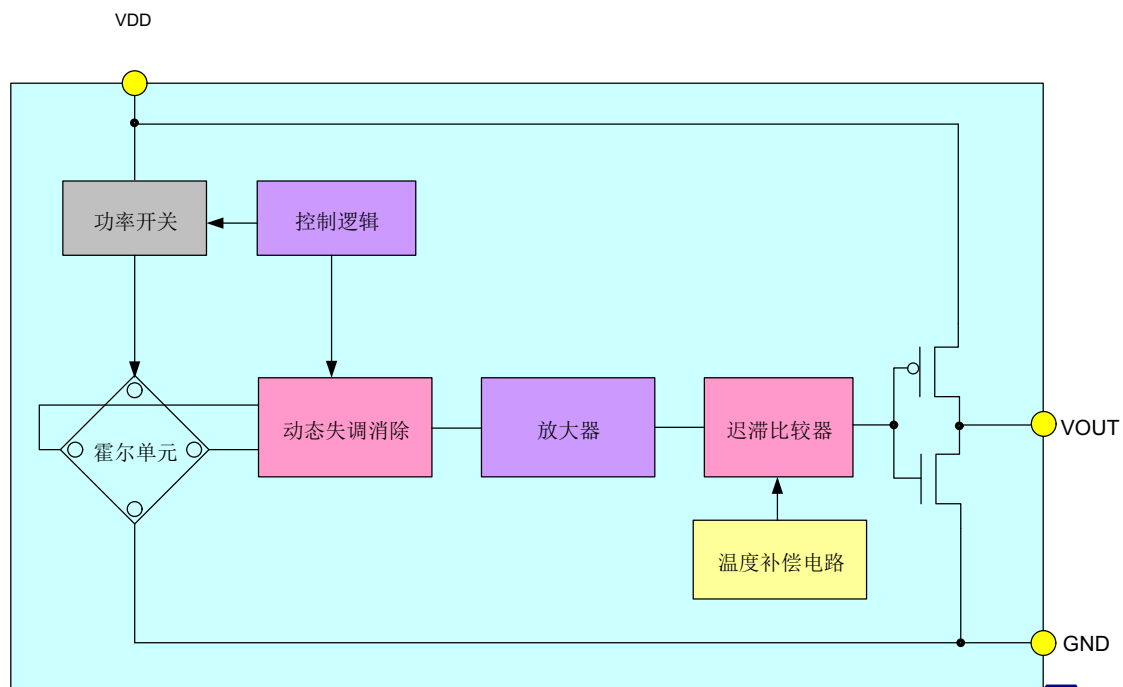 VDD
功率开关
控制逻辑
霍尔单元
动态失调消除
放大器
迟滞比较器
VOUT
温度补偿电路
GND